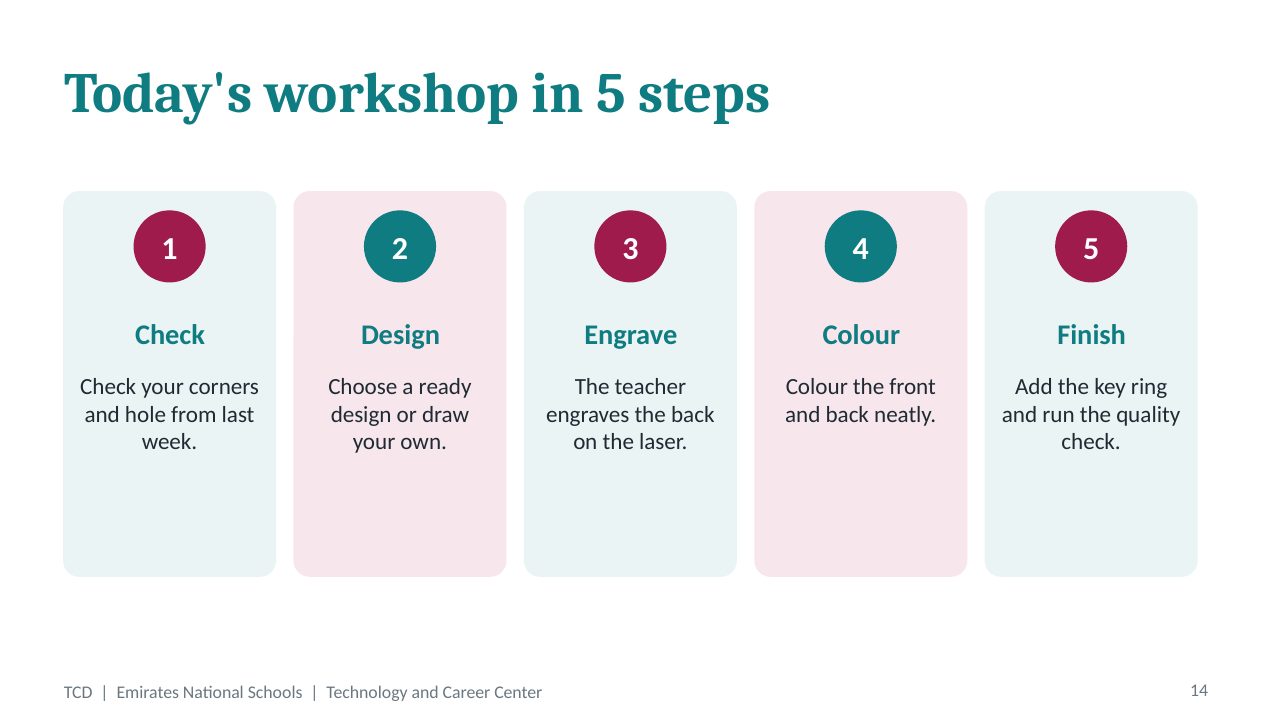 Today's workshop in 5 steps
1
Check
Check your corners
and hole from last
week.
2
Design
Choose a ready
design or draw
your own.
3
Engrave
The teacher
engraves the back
on the laser.
4
Colour
Colour the front
and back neatly.
5
Finish
Add the key ring
and run the quality
check.
TCD | Emirates National Schools | Technology and Career Center
14